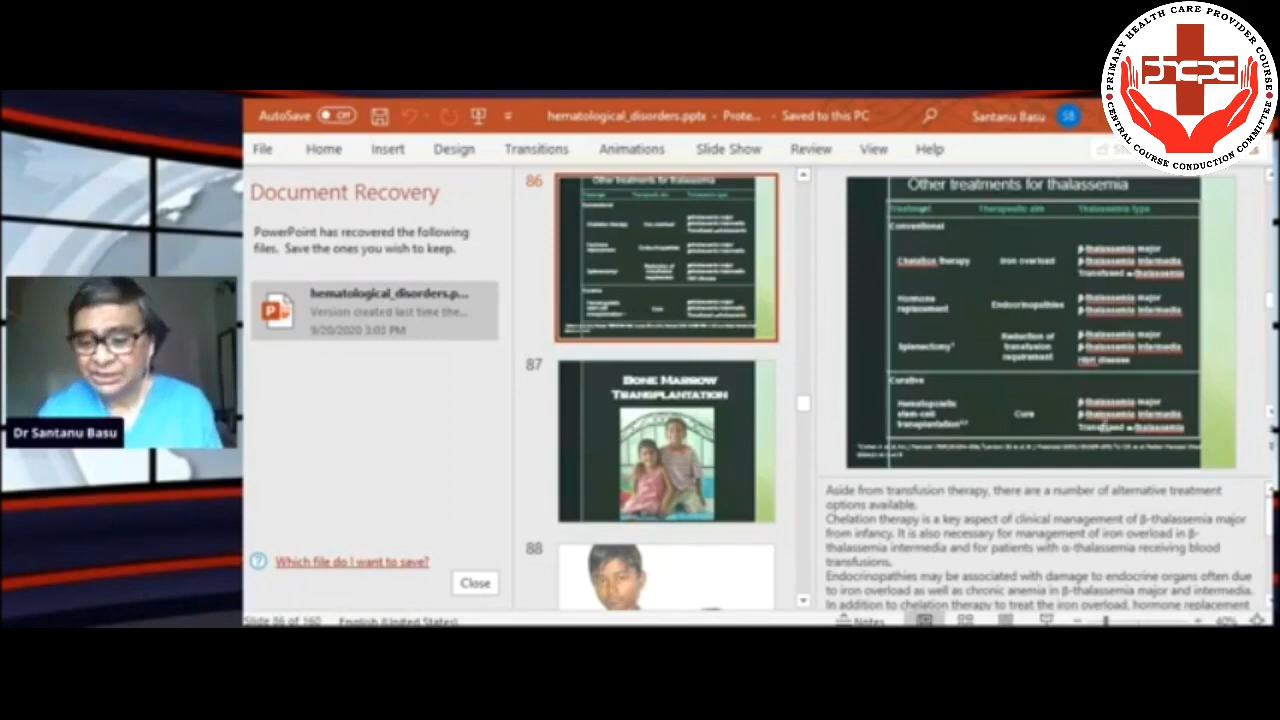 PRIMARY HEALTH CARE PROVIDER COURSE
CENTRAL COURSE CONDUCTION COMMITTEE
AutoSave Off
hematological_disorders.pptx - Prote... - Saved to this PC
Santanu Basu
SB
File Home Insert Design Transitions Animations Slide Show Review View Help
Document Recovery
PowerPoint has recovered the following
files. Save the ones you wish to keep.
hematological_disorders.p...
Version created last time the...
9/20/2020 3:03 PM
Which file do I want to save?
Close
Dr Santanu Basu
86
Other treatments for thalassemia
87
BONE MARROW
TRANSPLANTATION
88
Other treatments for thalassemia
Treatment Therapeutic aim Thalassemia type
Conventional
Chelation Therapy Iron overload β-thalassemia major
β-thalassemia intermedia
Transfused α-thalassemia
Hormone
replacement Endocrinopathies β-thalassemia major
β-thalassemia intermedia
Splenectomy Reduction of
transfusion
requirement β-thalassemia major
β-thalassemia intermedia
HbH disease
Curative
Hematopoietic
stem-cell
transplantation Cure β-thalassemia major
β-thalassemia intermedia
Transfused α-thalassemia
Aside from transfusion therapy, there are a number of alternative treatment
options available.
Chelation therapy is a key aspect of clinical management of β-thalassemia major
from infancy. It is also necessary for management of iron overload in β-
thalassemia intermedia and for patients with α-thalassemia receiving blood
transfusions.
Endocrinopathies may be associated with damage to endocrine organs often due
to iron overload as well as chronic anemia in β-thalassemia major and intermedia.
In addition to chelation therapy to treat the iron overload, hormone replacement
Slide 86 of 160 English (United States)
Notes
40%